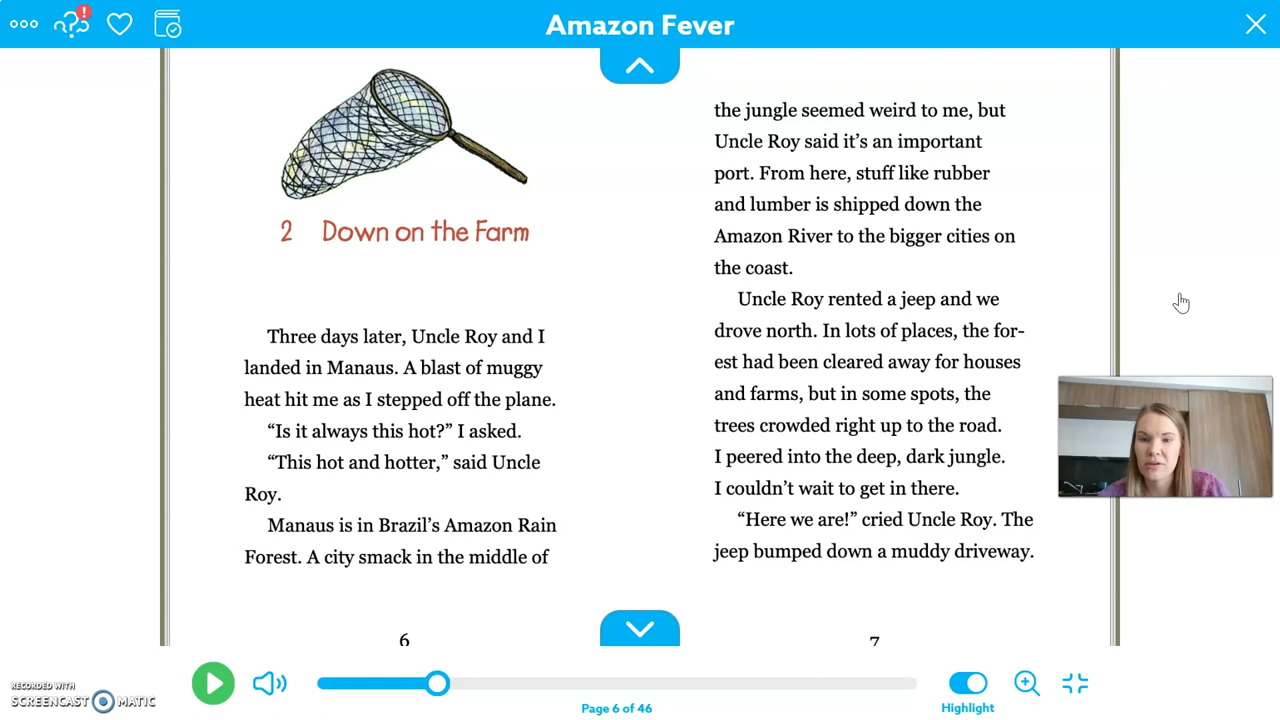 Amazon Fever
!
2 Down on the Farm
Three days later, Uncle Roy and I
landed in Manaus. A blast of muggy
heat hit me as I stepped off the plane.
“Is it always this hot?” I asked.
“This hot and hotter,” said Uncle
Roy.
Manaus is in Brazil’s Amazon Rain
Forest. A city smack in the middle of
6
the jungle seemed weird to me, but
Uncle Roy said it’s an important
port. From here, stuff like rubber
and lumber is shipped down the
Amazon River to the bigger cities on
the coast.
Uncle Roy rented a jeep and we
drove north. In lots of places, the for-
est had been cleared away for houses
and farms, but in some spots, the
trees crowded right up to the road.
I peered into the deep, dark jungle.
I couldn’t wait to get in there.
“Here we are!” cried Uncle Roy. The
jeep bumped down a muddy driveway.
7
Page 6 of 46
Highlight
RECORDED WITH
SCREENCAST MATIC